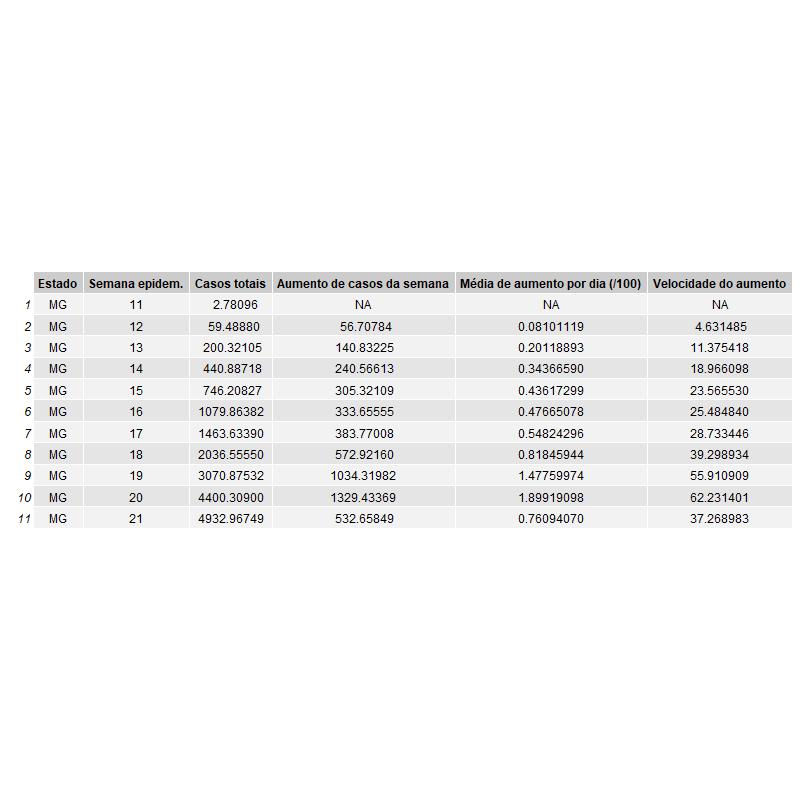 Estado Semana epidem. Casos totais Aumento de casos da semana Média de aumento por dia (/100) Velocidade do aumento
1 MG 11 2.78096 NA NA NA
2 MG 12 59.48880 56.70784 0.08101119 4.631485
3 MG 13 200.32105 140.83225 0.20118893 11.375418
4 MG 14 440.88718 240.56613 0.34366590 18.966098
5 MG 15 746.20827 305.32109 0.43617299 23.565530
6 MG 16 1079.86382 333.65555 0.47665078 25.484840
7 MG 17 1463.63390 383.77008 0.54824296 28.733446
8 MG 18 2036.55550 572.92160 0.81845944 39.298934
9 MG 19 3070.87532 1034.31982 1.47759974 55.910909
10 MG 20 4400.30900 1329.43369 1.89919098 62.231401
11 MG 21 4932.96749 532.65849 0.76094070 37.268983